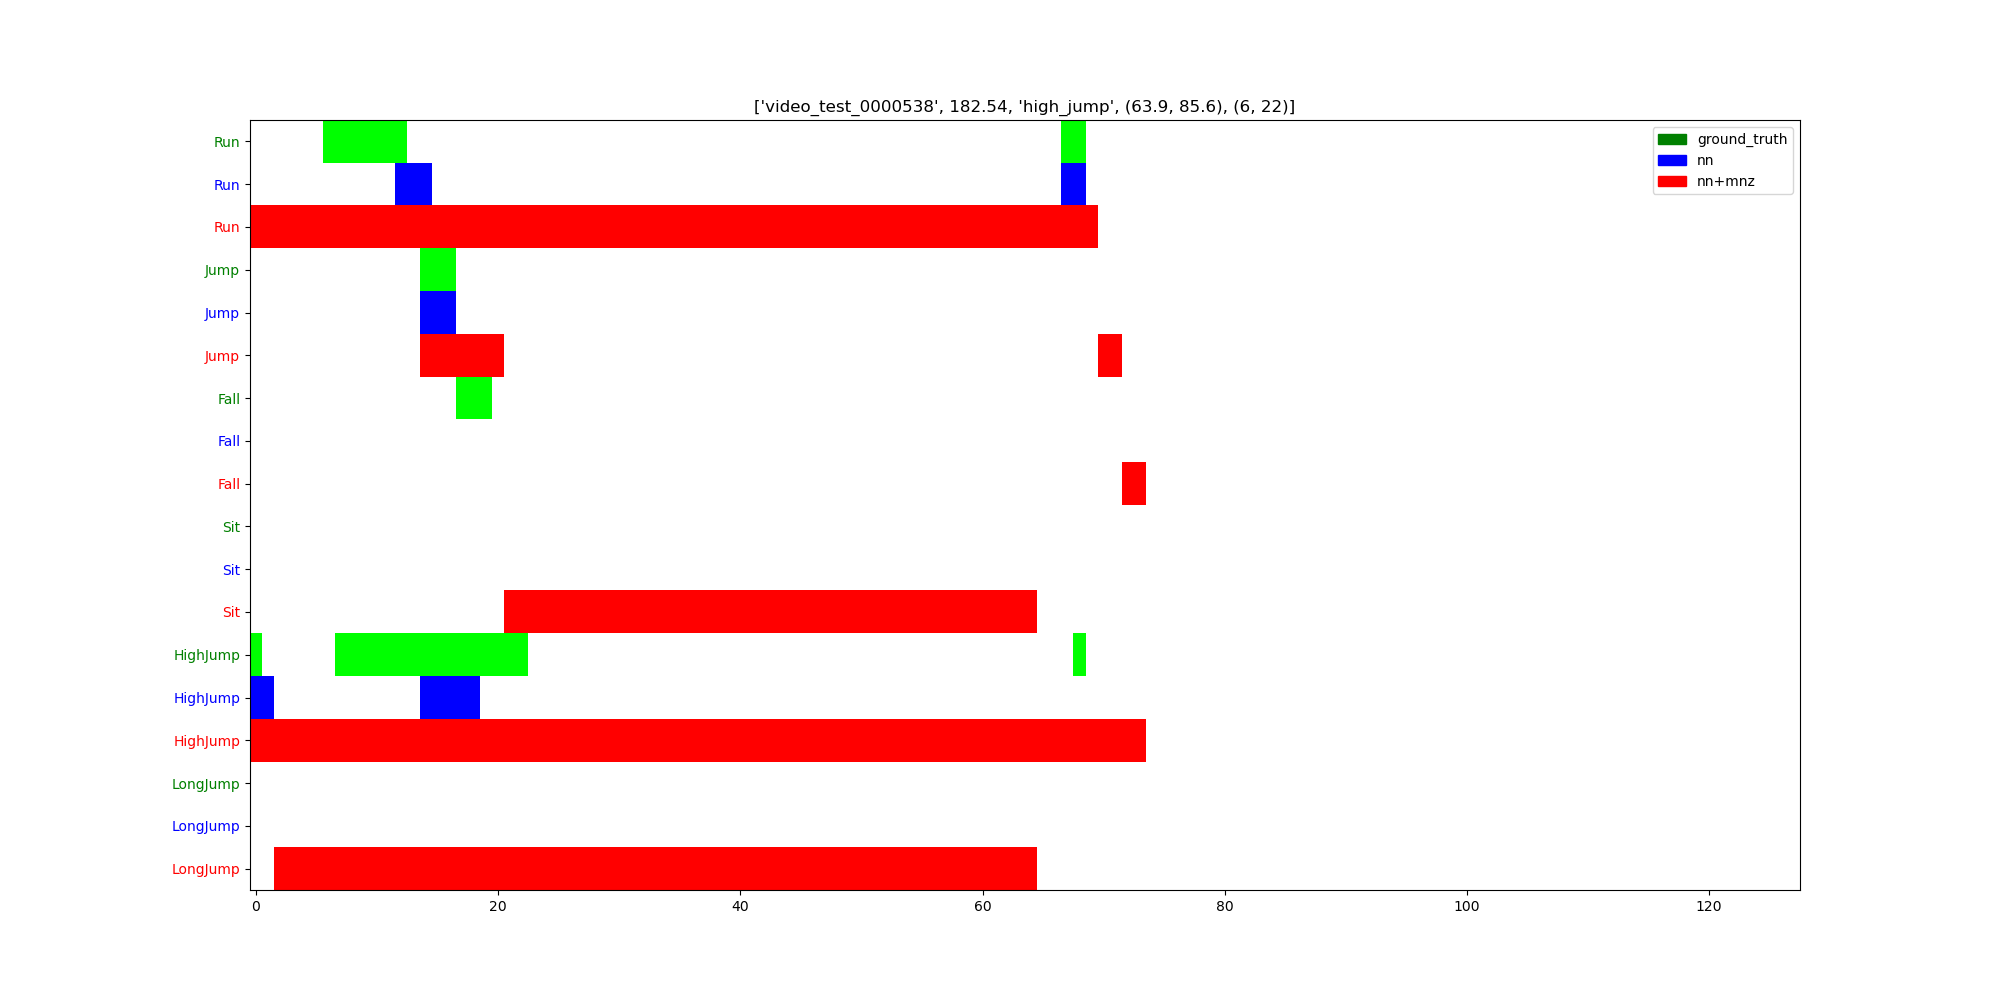 ['video_test_0000538', 182.54, 'high_jump', (63.9, 85.6), (6, 22)]
ground_truth
nn
nn+mnz
Run
Run
Run
Jump
Jump
Jump
Fall
Fall
Fall
Sit
Sit
Sit
HighJump
HighJump
HighJump
LongJump
LongJump
LongJump
0 20 40 60 80 100 120